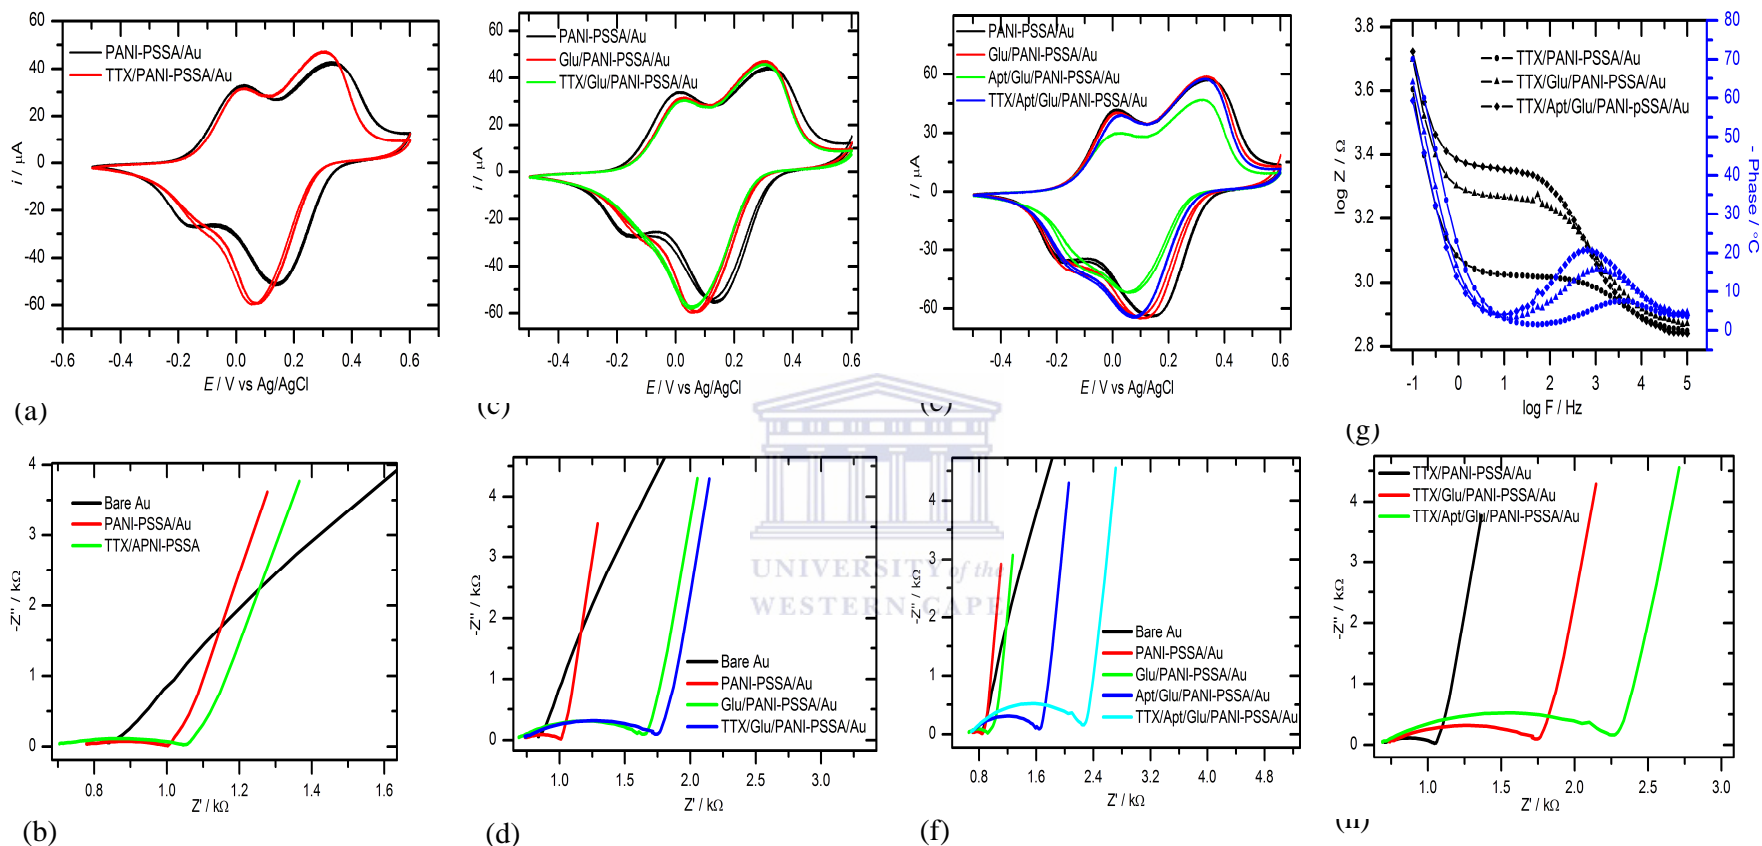 PANI-PSSA/Au
TTX/PANI-PSSA/Au
60
40
20
0
-20
-40
-60
i / µA
-0.6 -0.4 -0.2 0.0 0.2 0.4 0.6
E / V vs Ag/AgCl
(a)
PANI-PSSA/Au
Glu/PANI-PSSA/Au
TTX/Glu/PANI-PSSA/Au
60
40
20
0
-20
-40
-60
i / µA
-0.4 -0.2 0.0 0.2 0.4 0.6
E / V vs Ag/AgCl
(c)
PANI-PSSA/Au
Glu/PANI-PSSA/Au
Apt/Glu/PANI-PSSA/Au
TTX/Apt/Glu/PANI-PSSA/Au
60
30
0
-30
-60
i / µA
-0.4 -0.2 0.0 0.2 0.4 0.6
E / V vs Ag/AgCl
(e)
TTX/PANI-PSSA/Au
TTX/Glu/PANI-PSSA/Au
TTX/Apt/Glu/PANI-pSSA/Au
3.8
3.6
3.4
3.2
3.0
2.8
log Z / Ω
80
70
60
50
40
30
20
10
0
- Phase / °C
-1 0 1 2 3 4 5
log F / Hz
(g)
Bare Au
PANI-PSSA/Au
TTX/APNI-PSSA
4
3
2
1
0
-Z'' / kΩ
0.8 1.0 1.2 1.4 1.6
Z' / kΩ
(b)
Bare Au
PANI-PSSA/Au
Glu/PANI-PSSA/Au
TTX/Glu/PANI-PSSA/Au
4
3
2
1
0
-Z'' / kΩ
1.0 1.5 2.0 2.5 3.0
Z' / kΩ
(d)
UNIVERSITY of the
WESTERN CAPE
Bare Au
PANI-PSSA/Au
Glu/PANI-PSSA/Au
Apt/Glu/PANI-PSSA/Au
TTX/Apt/Glu/PANI-PSSA/Au
4
3
2
1
0
-Z'' / kΩ
0.8 1.6 2.4 3.2 4.0 4.8
Z' / kΩ
(f)
TTX/PANI-PSSA/Au
TTX/Glu/PANI-PSSA/Au
TTX/Apt/Glu/PANI-PSSA/Au
4
3
2
1
0
-Z'' / kΩ
1.0 1.5 2.0 2.5 3.0
Z' / kΩ
(h)